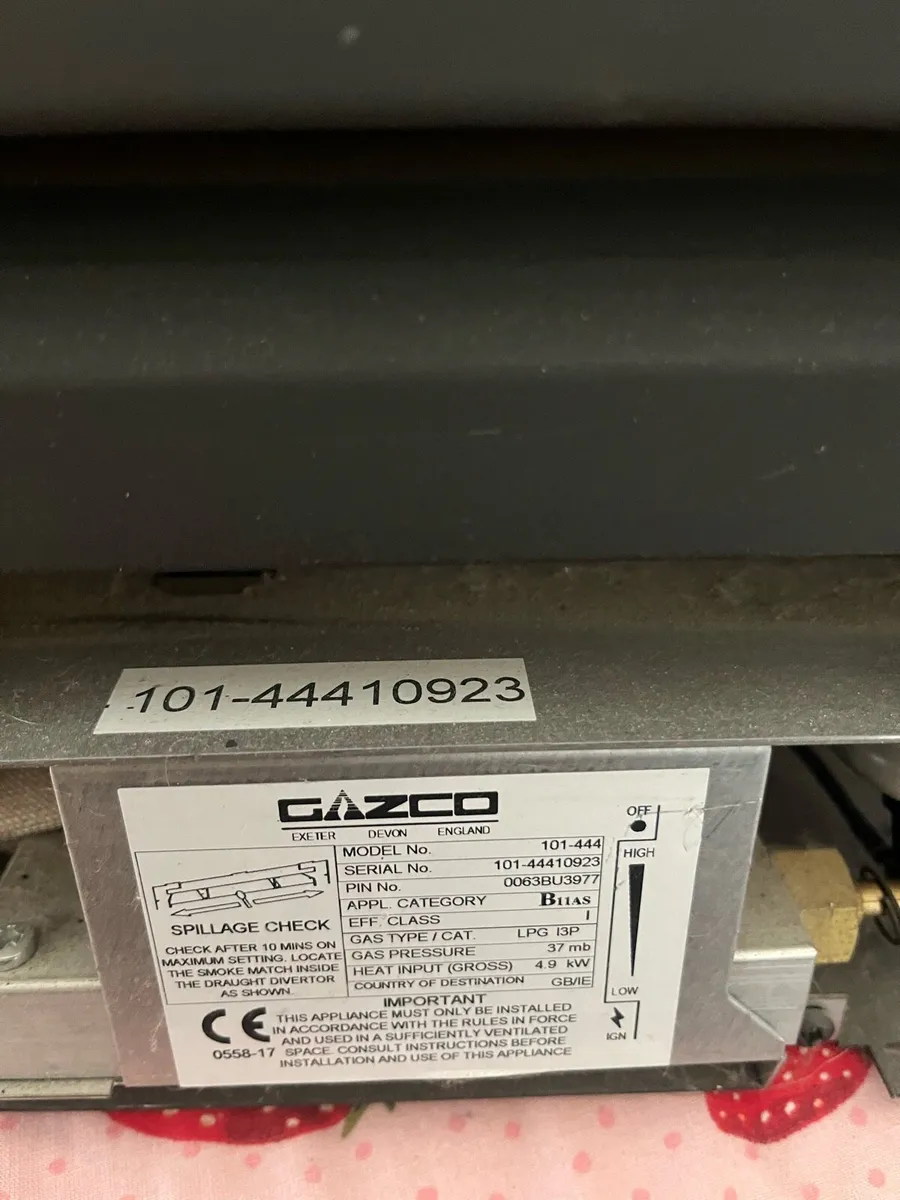 101-44410923
GAZCO
EXETER DEVON ENGLAND
SPILLAGE CHECK
CHECK AFTER 10 MINS ON
MAXIMUM SETTING. LOCATE
THE SMOKE MATCH INSIDE
THE DRAUGHT DIVERTOR
AS SHOWN.
MODEL No. 101-444
SERIAL No. 101-44410923
PIN No. 0063BU3977
APPL. CATEGORY B11AS
EFF. CLASS I
GAS TYPE / CAT. LPG I3P
GAS PRESSURE 37 mb
HEAT INPUT (GROSS) 4.9 kW
COUNTRY OF DESTINATION GB/IE
OFF
HIGH
LOW
IGN
CE
0558-17
IMPORTANT
THIS APPLIANCE MUST ONLY BE INSTALLED
IN ACCORDANCE WITH THE RULES IN FORCE
AND USED IN A SUFFICIENTLY VENTILATED
SPACE. CONSULT INSTRUCTIONS BEFORE
INSTALLATION AND USE OF THIS APPLIANCE